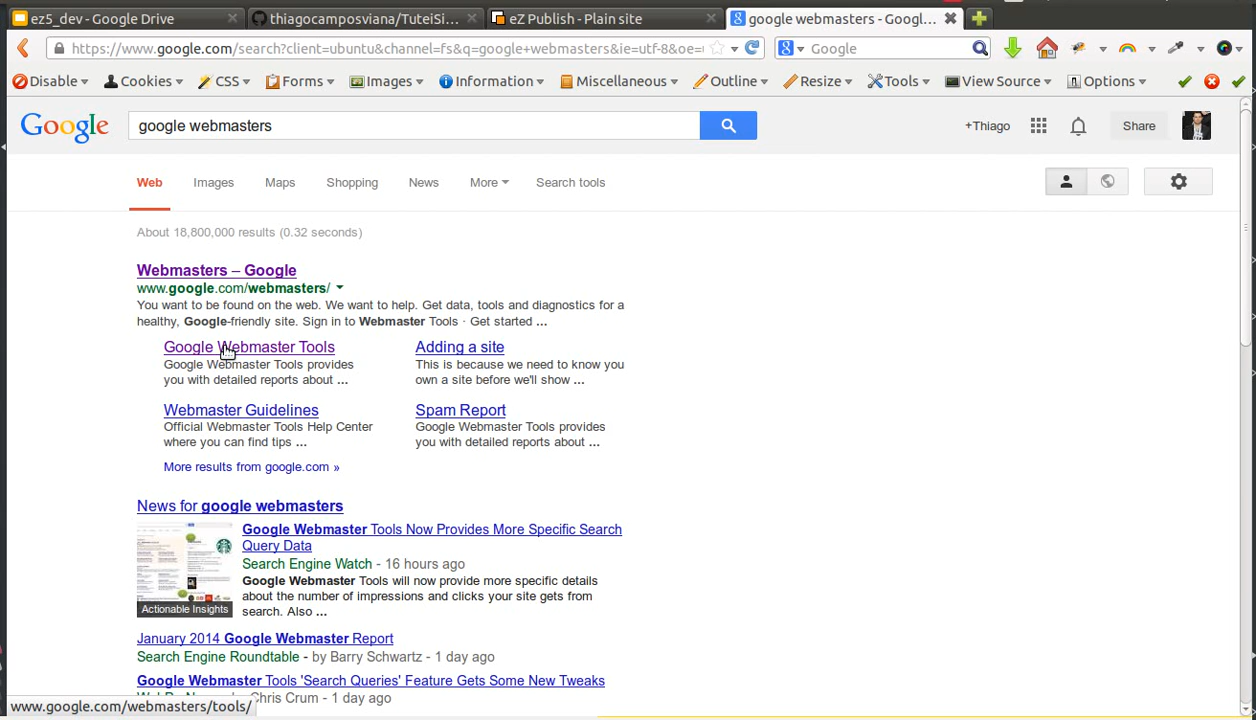 ez5_dev - Google Drive
thiagocamposviana/TuteiSi...
eZ Publish - Plain site
google webmasters - Googl...
https://www.google.com/search?client=ubuntu&channel=fs&q=google+webmasters&ie=utf-8&oe=
Google
Disable
Cookies
CSS
Forms
Images
Information
Miscellaneous
Outline
Resize
Tools
View Source
Options
Google
google webmasters
+Thiago
Share
Web
Images
Maps
Shopping
News
More
Search tools
About 18,800,000 results (0.32 seconds)
Webmasters – Google
www.google.com/webmasters/
You want to be found on the web. We want to help. Get data, tools and diagnostics for a
healthy, Google-friendly site. Sign in to Webmaster Tools · Get started ...
Google Webmaster Tools
Google Webmaster Tools provides
you with detailed reports about ...
Adding a site
This is because we need to know you
own a site before we'll show ...
Webmaster Guidelines
Official Webmaster Tools Help Center
where you can find tips ...
Spam Report
Google Webmaster Tools provides
you with detailed reports about ...
More results from google.com »
News for google webmasters
Actionable Insights
Google Webmaster Tools Now Provides More Specific Search
Query Data
Search Engine Watch - 16 hours ago
Google Webmaster Tools will now provide more specific details
about the number of impressions and clicks your site gets from
search. Also ...
January 2014 Google Webmaster Report
Search Engine Roundtable - by Barry Schwartz - 1 day ago
Google Webmaster Tools 'Search Queries' Feature Gets Some New Tweaks
Chris Crum - 1 day ago
www.google.com/webmasters/tools/